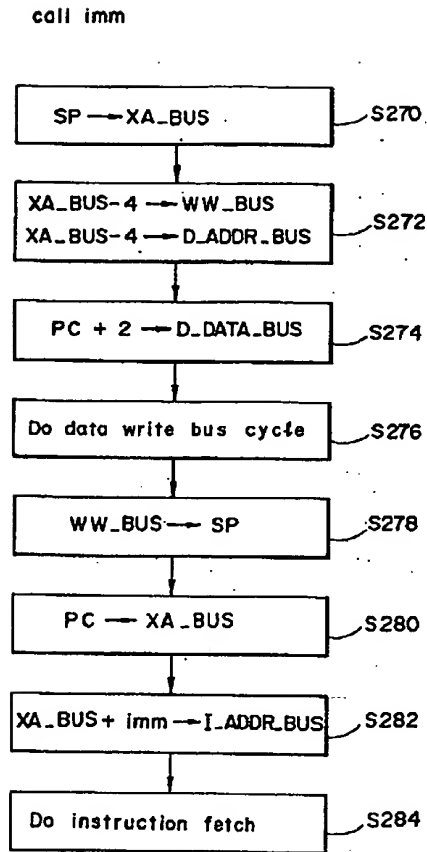 call imm
SP → XA_BUS
S270
XA_BUS-4 → WW_BUS
XA_BUS-4 → D_ADDR_BUS
S272
PC + 2 → D_DATA_BUS
S274
Do data write bus cycle
S276
WW_BUS → SP
S278
PC → XA_BUS
S280
XA_BUS + imm → I_ADDR_BUS
S282
Do instruction fetch
S284